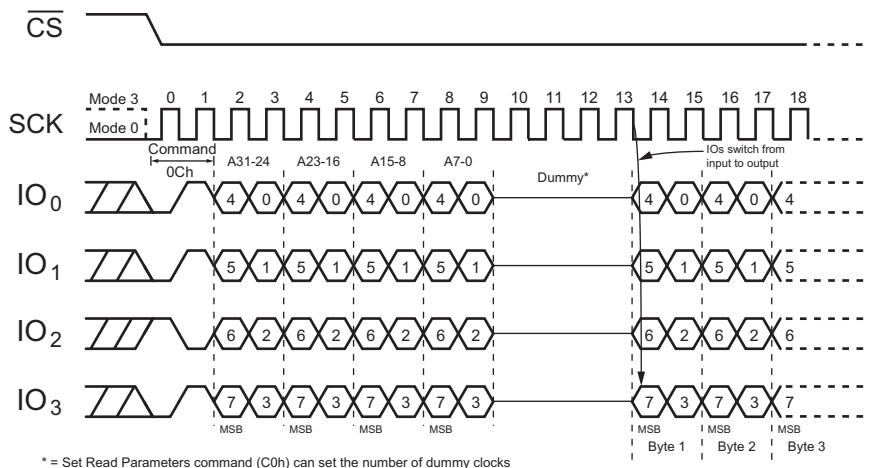 CS
Mode 3 0 1 2 3 4 5 6 7 8 9 10 11 12 13 14 15 16 17 18
SCK
Mode 0
Command
0Ch
A31-24 A23-16 A15-8 A7-0
Dummy*
IOs switch from
input to output
IO0 4 0 4 0 4 0 4 0 4 0 4 0 4
IO1 5 1 5 1 5 1 5 1 5 1 5 1 5
IO2 6 2 6 2 6 2 6 2 6 2 6 2 6
IO3 7 3 7 3 7 3 7 3 7 3 7 3 7
MSB MSB MSB MSB MSB MSB MSB
Byte 1 Byte 2 Byte 3
* = Set Read Parameters command (C0h) can set the number of dummy clocks